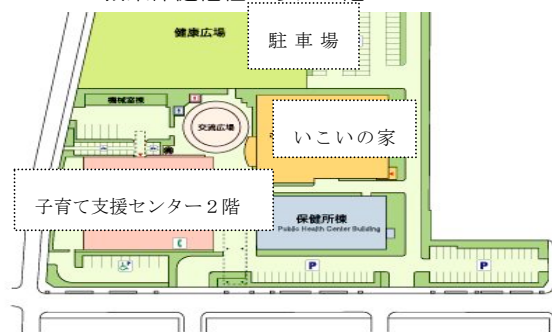 健康広場
駐 車 場
機械室棟
交流広場
いこいの家
子育て支援センター２階
保健所棟
Public Health Center Building
P
P